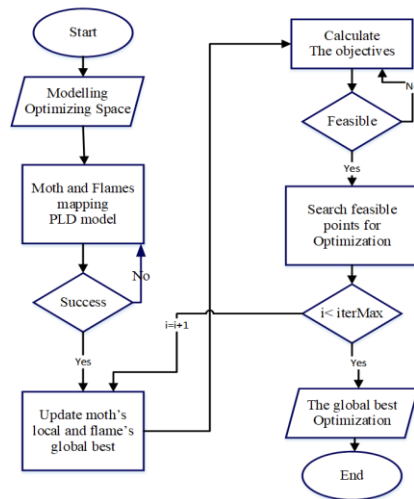 Start
Modelling
Optimizing Space
Moth and Flames
mapping
PLD model
No
Success
Yes
Update moth's
local and flame's
global best
i=i+1
Calculate
The objectives
Feasible
Yes
Search feasible
points for
Optimization
i< iterMax
Yes
The global best
Optimization
End